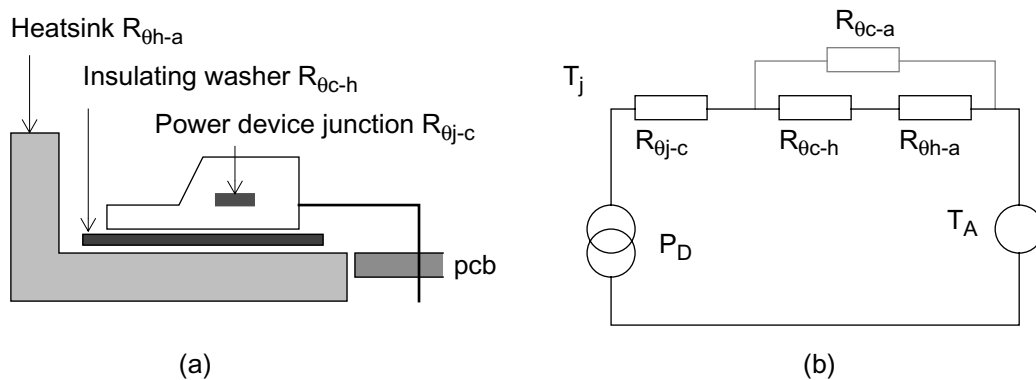 Heatsink Rθh-a
Insulating washer Rθc-h
Power device junction Rθj-c
pcb
(a)
Rθc-a
Tj
Rθj-c
Rθc-h
Rθh-a
PD
TA
(b)